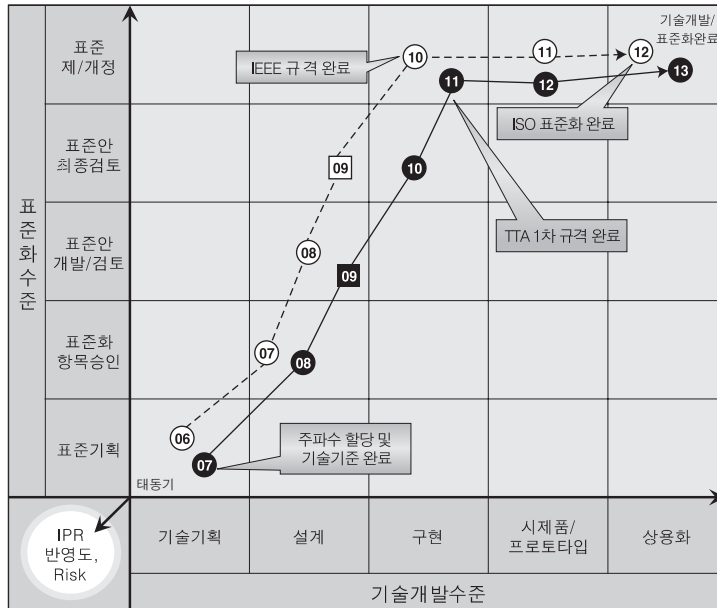 표준
제/개정
표준안
최종검토
표준안
개발/검토
표준화
항목승인
표준기획
표준화수준
기술개발/
표준화완료
IEEE 규격 완료
10
11
12
11
12
13
ISO 표준화 완료
09
10
TTA 1차 규격 완료
08
09
07
08
06
07
주파수 할당 및
기술기준 완료
태동기
IPR
반영도,
Risk
기술기획
설계
구현
시제품/
프로토타입
상용화
기술개발수준